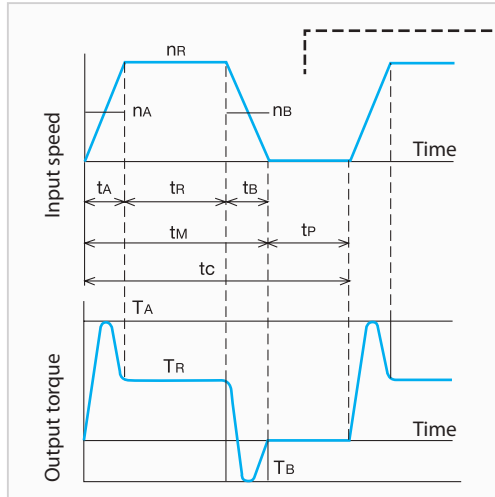 nR
nA
nB
Input speed
Time
tA
tR
tB
tM
tP
tC
TA
TR
Output torque
Time
TB